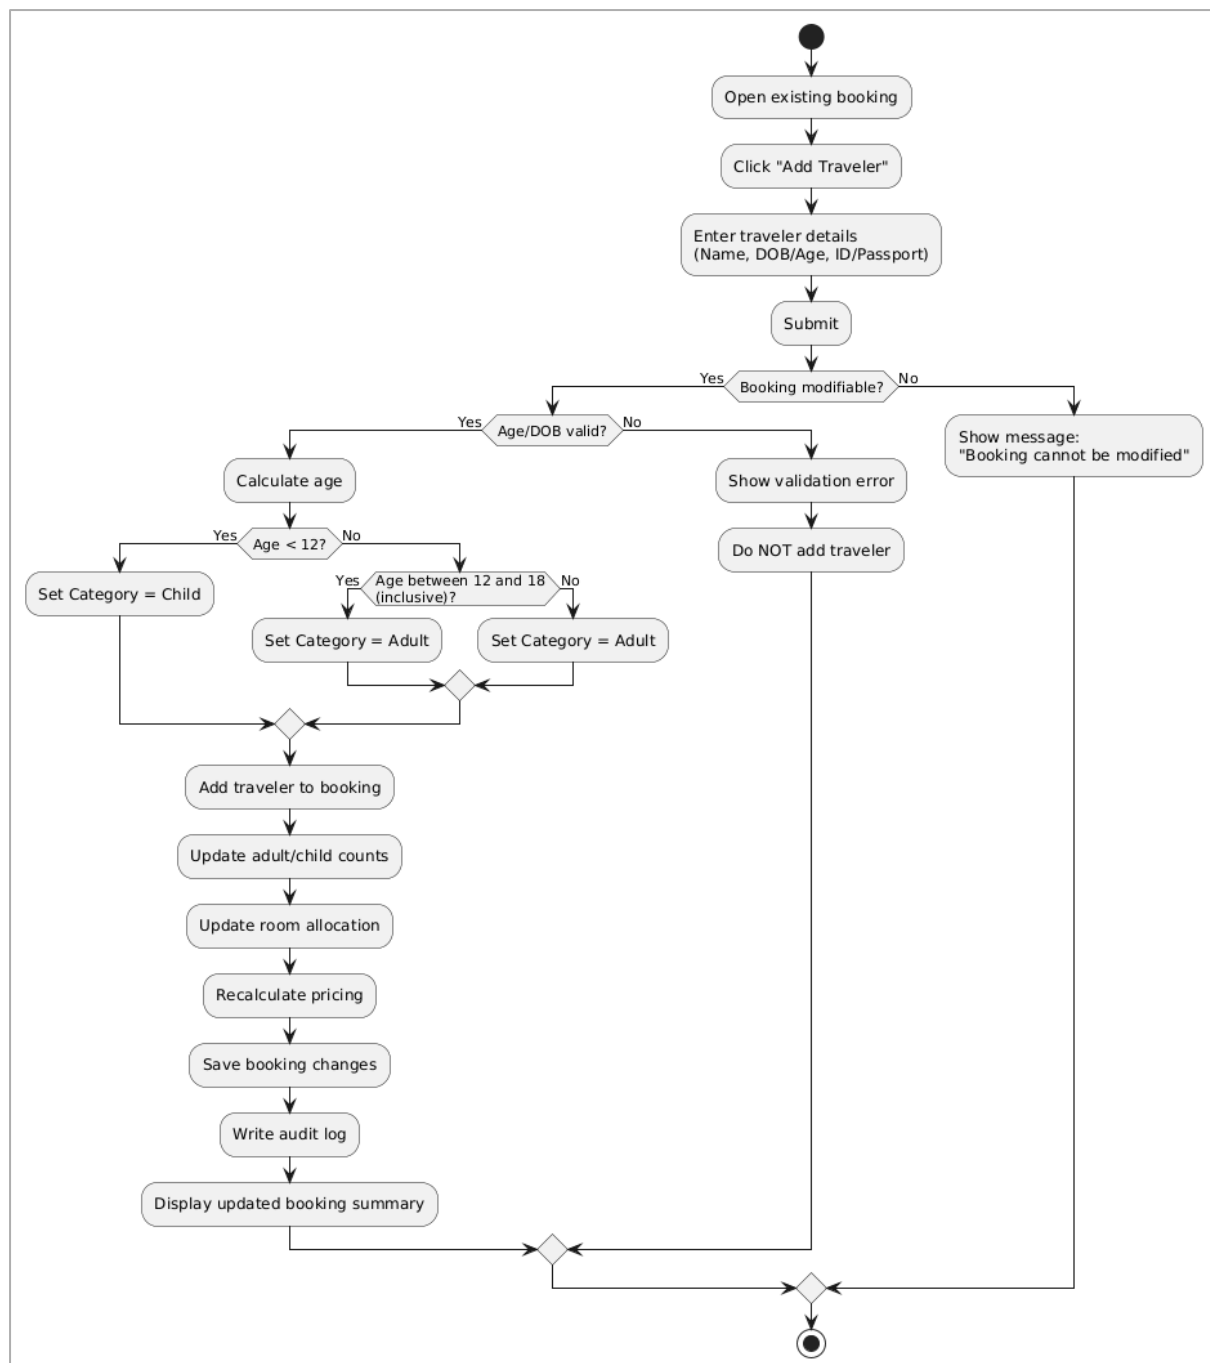 Open existing booking
Click "Add Traveler"
Enter traveler details
(Name, DOB/Age, ID/Passport)
Submit
Yes
Booking modifiable?
No
Yes
Age/DOB valid?
No
Show message:
"Booking cannot be modified"
Calculate age
Show validation error
Yes
Age < 12?
No
Do NOT add traveler
Set Category = Child
Yes
Age between 12 and 18
(inclusive)?
No
Set Category = Adult
Set Category = Adult
Add traveler to booking
Update adult/child counts
Update room allocation
Recalculate pricing
Save booking changes
Write audit log
Display updated booking summary